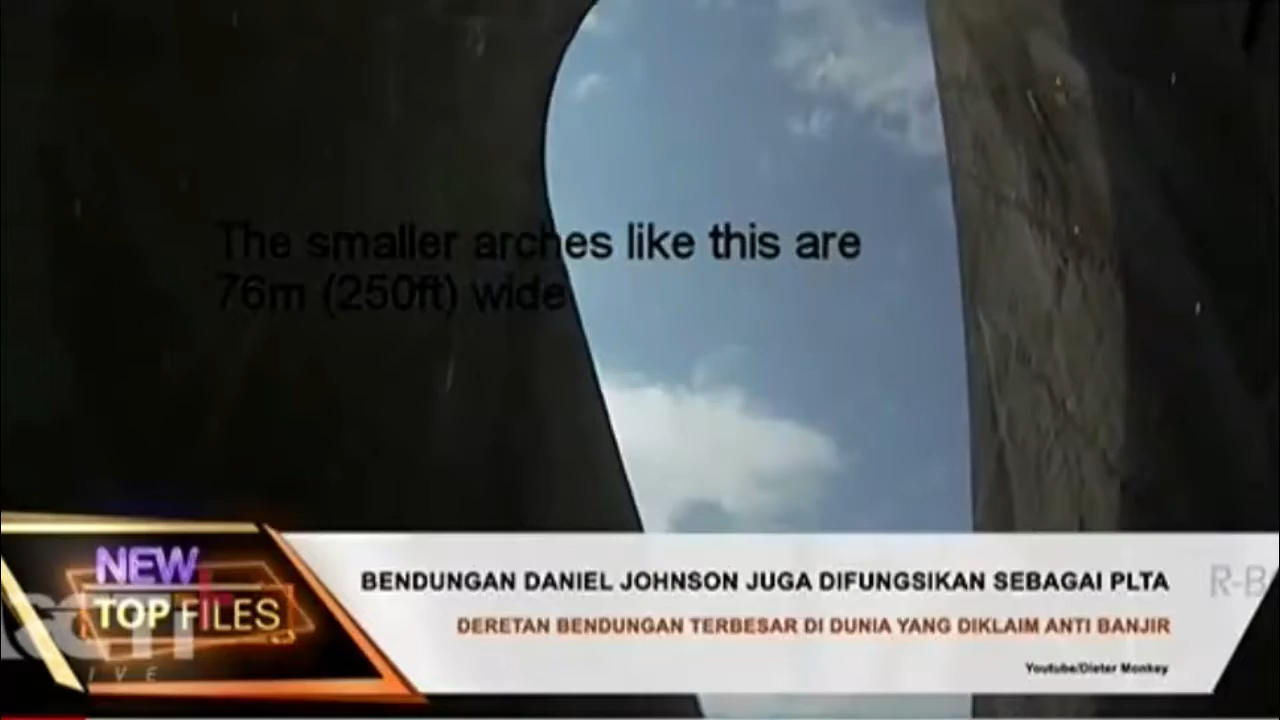 The smaller arches like this are
76m (250ft) wide
NEW
TOP FILES
BENDUNGAN DANIEL JOHNSON JUGA DIFUNGSIKAN SEBAGAI PLTA
DERETAN BENDUNGAN TERBESAR DI DUNIA YANG DIKLAIM ANTI BANJIR
Youtube/Dieter Monkey